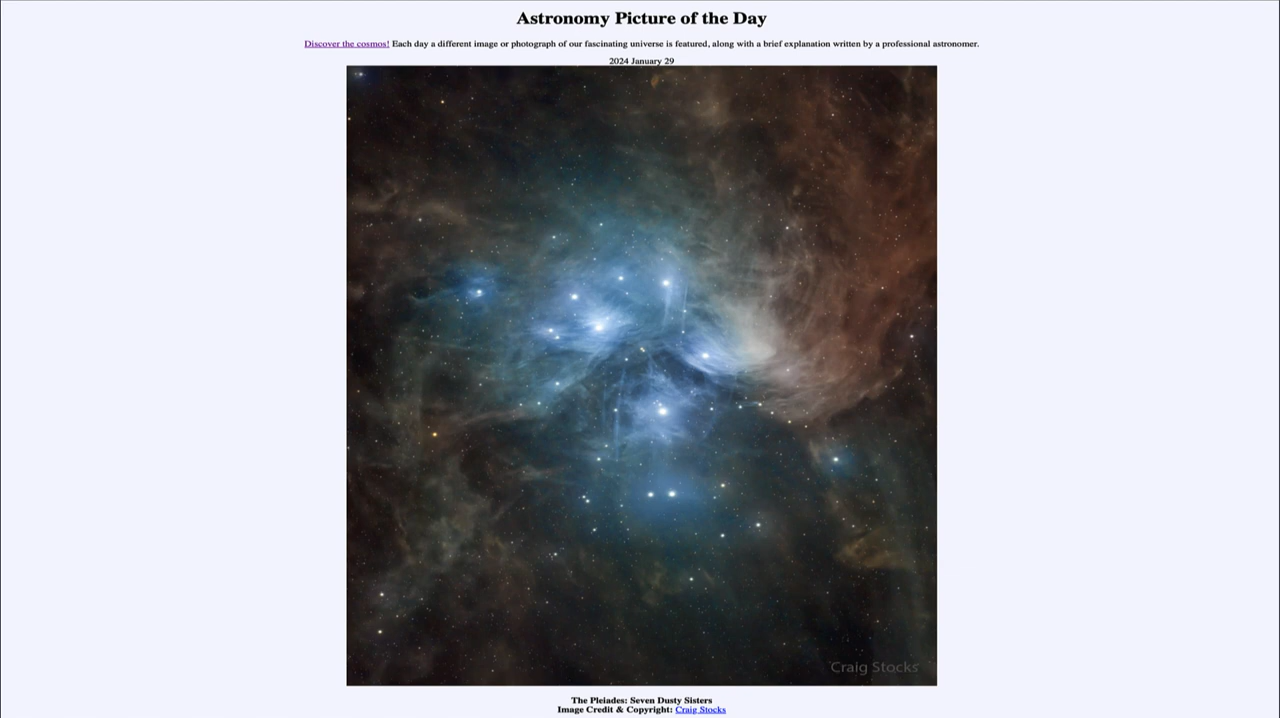 Astronomy Picture of the Day
Discover the cosmos! Each day a different image or photograph of our fascinating universe is featured, along with a brief explanation written by a professional astronomer.
2024 January 29
Craig Stocks
The Pleiades: Seven Dusty Sisters
Image Credit & Copyright: Craig Stocks